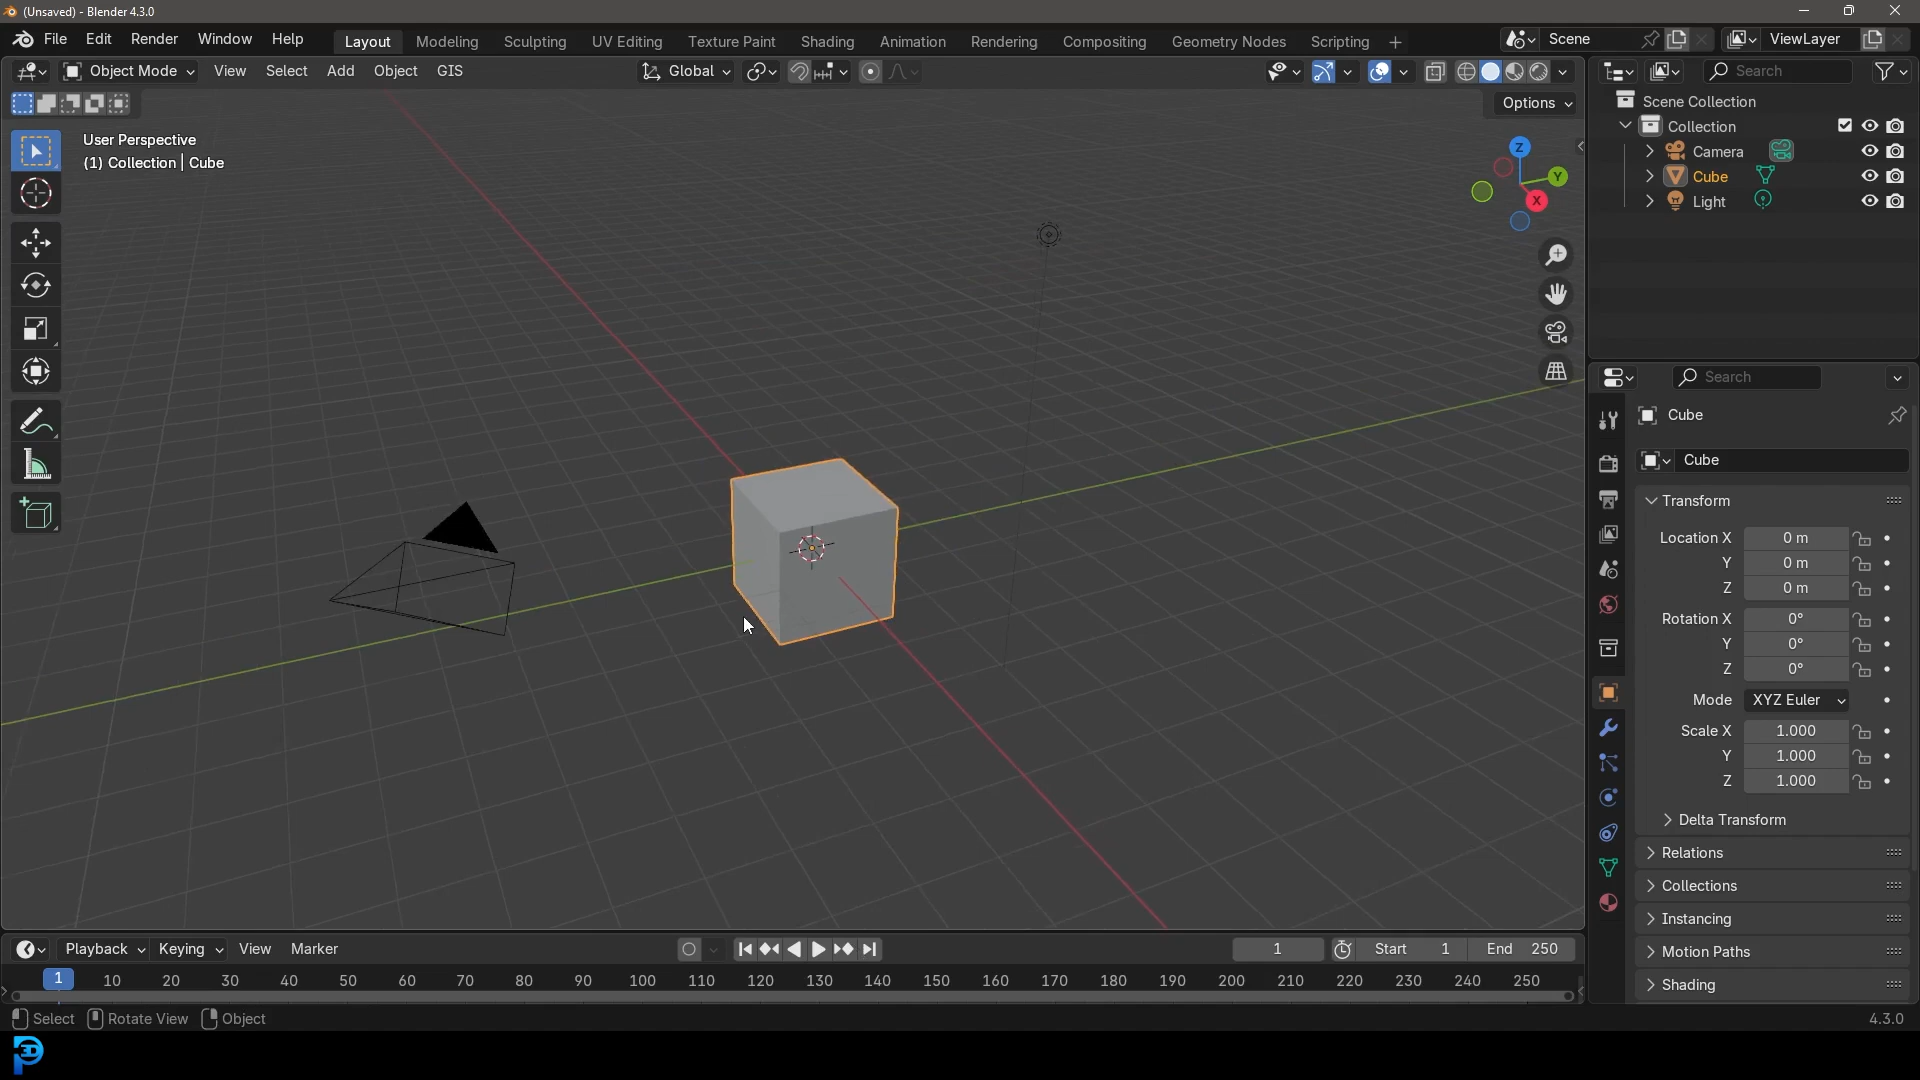 (Unsaved) - Blender 4.3.0
File Edit Render Window Help Layout Modeling Sculpting UV Editing Texture Paint Shading Animation Rendering Compositing Geometry Nodes Scripting + Scene ViewLayer
Object Mode View Select Add Object GIS Global Search
Options
User Perspective
(1) Collection | Cube
Z
Y
X
Scene Collection
Collection
Camera
Cube
Light
Search
Cube
Cube
Transform
Location X 0 m
Y 0 m
Z 0 m
Rotation X 0°
Y 0°
Z 0°
Mode XYZ Euler
Scale X 1.000
Y 1.000
Z 1.000
Delta Transform
Relations
Collections
Instancing
Motion Paths
Shading
Playback Keying View Marker 1 Start 1 End 250
1 10 20 30 40 50 60 70 80 90 100 110 120 130 140 150 160 170 180 190 200 210 220 230 240 250
Select Rotate View Object 4.3.0
3D